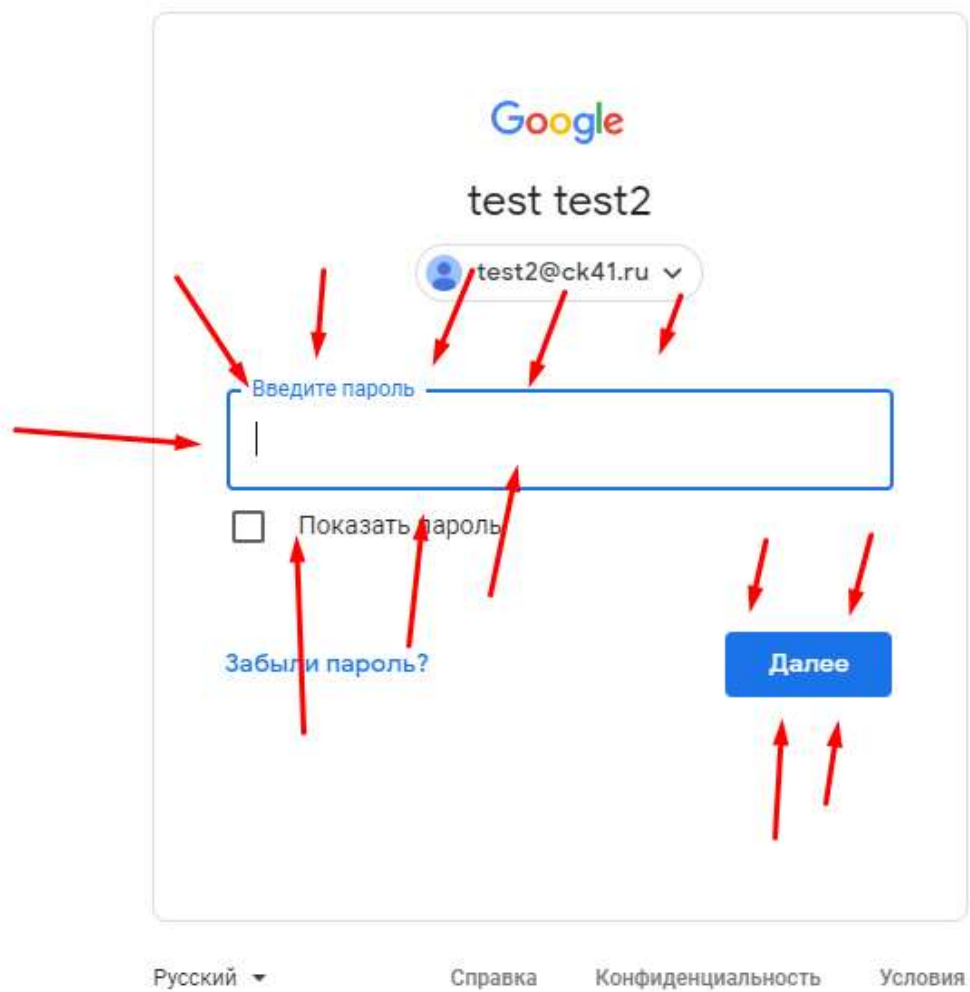 Google
test test2
test2@ck41.ru
Введите пароль
Показать пароль
Забыли пароль?
Далее
Русский
Справка
Конфиденциальность
Условия